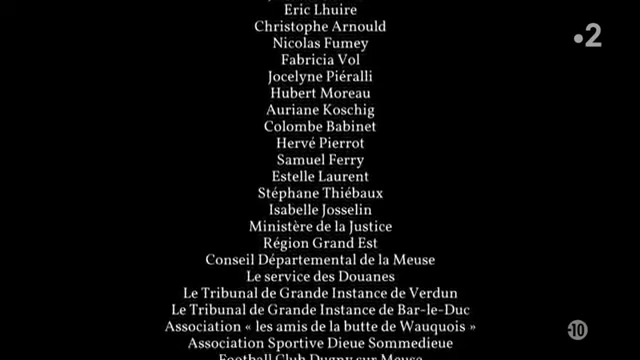 Eric Lhuire
Christophe Arnould
Nicolas Fumey
Fabricia Vol
Jocelyne Piéralli
Hubert Moreau
Auriane Koschig
Colombe Babinet
Hervé Pierrot
Samuel Ferry
Estelle Laurent
Stéphane Thiébaux
Isabelle Josselin
Ministère de la Justice
Région Grand Est
Conseil Départemental de la Meuse
Le service des Douanes
Le Tribunal de Grande Instance de Verdun
Le Tribunal de Grande Instance de Bar-le-Duc
Association « les amis de la butte de Wauquois »
Association Sportive Dieue Sommedieue
Football Club Dugny sur Meuse
2
-10